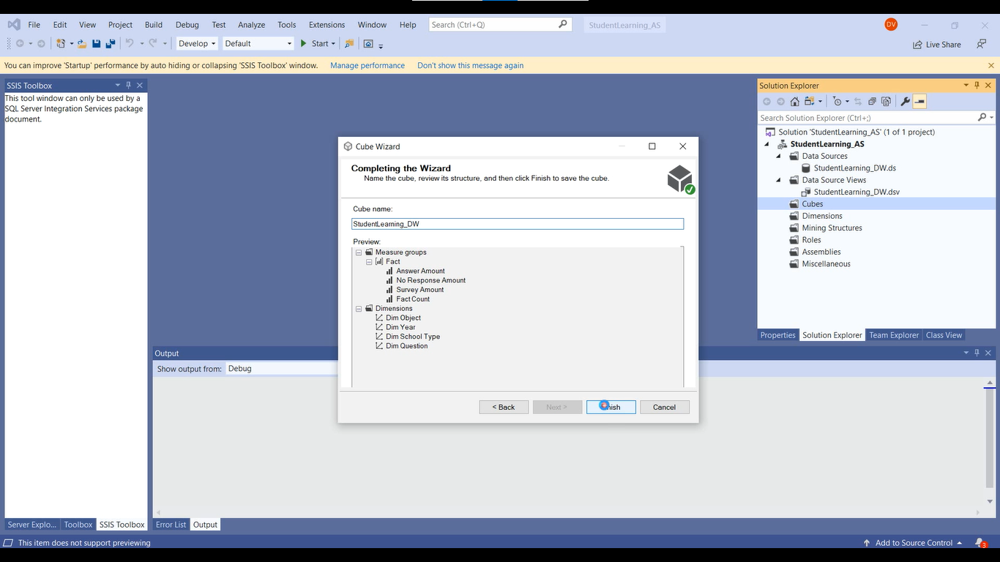 File Edit View Project Build Debug Test Analyze Tools Extensions Window Help Search (Ctrl+Q) StudentLearning_AS DV
Develop Default Start Live Share
You can improve 'Startup' performance by auto hiding or collapsing 'SSIS Toolbox' window. Manage performance Don't show this message again
SSIS Toolbox
This tool window can only be used by a
SQL Server Integration Services package
document.
Cube Wizard
Completing the Wizard
Name the cube, review its structure, and then click Finish to save the cube.
Cube name:
StudentLearning_DW
Preview:
Measure groups
Fact
Answer Amount
No Response Amount
Survey Amount
Fact Count
Dimensions
Dim Object
Dim Year
Dim School Type
Dim Question
< Back Next > Finish Cancel
Solution Explorer
Search Solution Explorer (Ctrl+;)
Solution 'StudentLearning_AS' (1 of 1 project)
StudentLearning_AS
Data Sources
StudentLearning_DW.ds
Data Source Views
StudentLearning_DW.dsv
Cubes
Dimensions
Mining Structures
Roles
Assemblies
Miscellaneous
Properties Solution Explorer Team Explorer Class View
Output
Show output from: Debug
Server Explo... Toolbox SSIS Toolbox Error List Output
This item does not support previewing Add to Source Control 3